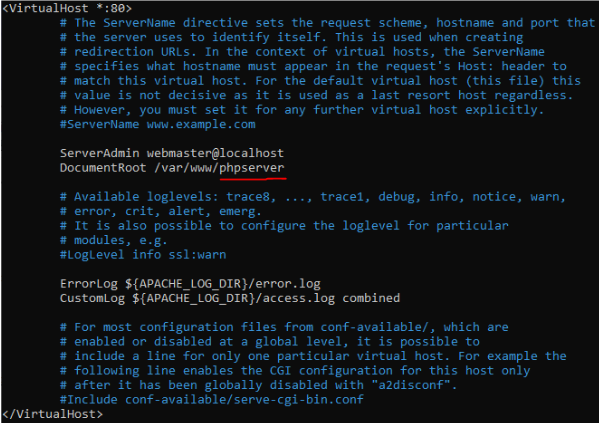 <VirtualHost *:80>
# The ServerName directive sets the request scheme, hostname and port that
# the server uses to identify itself. This is used when creating
# redirection URLs. In the context of virtual hosts, the ServerName
# specifies what hostname must appear in the request's Host: header to
# match this virtual host. For the default virtual host (this file) this
# value is not decisive as it is used as a last resort host regardless.
# However, you must set it for any further virtual host explicitly.
#ServerName www.example.com
ServerAdmin webmaster@localhost
DocumentRoot /var/www/phpserver
# Available loglevels: trace8, ..., trace1, debug, info, notice, warn,
# error, crit, alert, emerg.
# It is also possible to configure the loglevel for particular
# modules, e.g.
#LogLevel info ssl:warn
ErrorLog ${APACHE_LOG_DIR}/error.log
CustomLog ${APACHE_LOG_DIR}/access.log combined
# For most configuration files from conf-available/, which are
# enabled or disabled at a global level, it is possible to
# include a line for only one particular virtual host. For example the
# following line enables the CGI configuration for this host only
# after it has been globally disabled with "a2disconf".
#Include conf-available/serve-cgi-bin.conf
</VirtualHost>